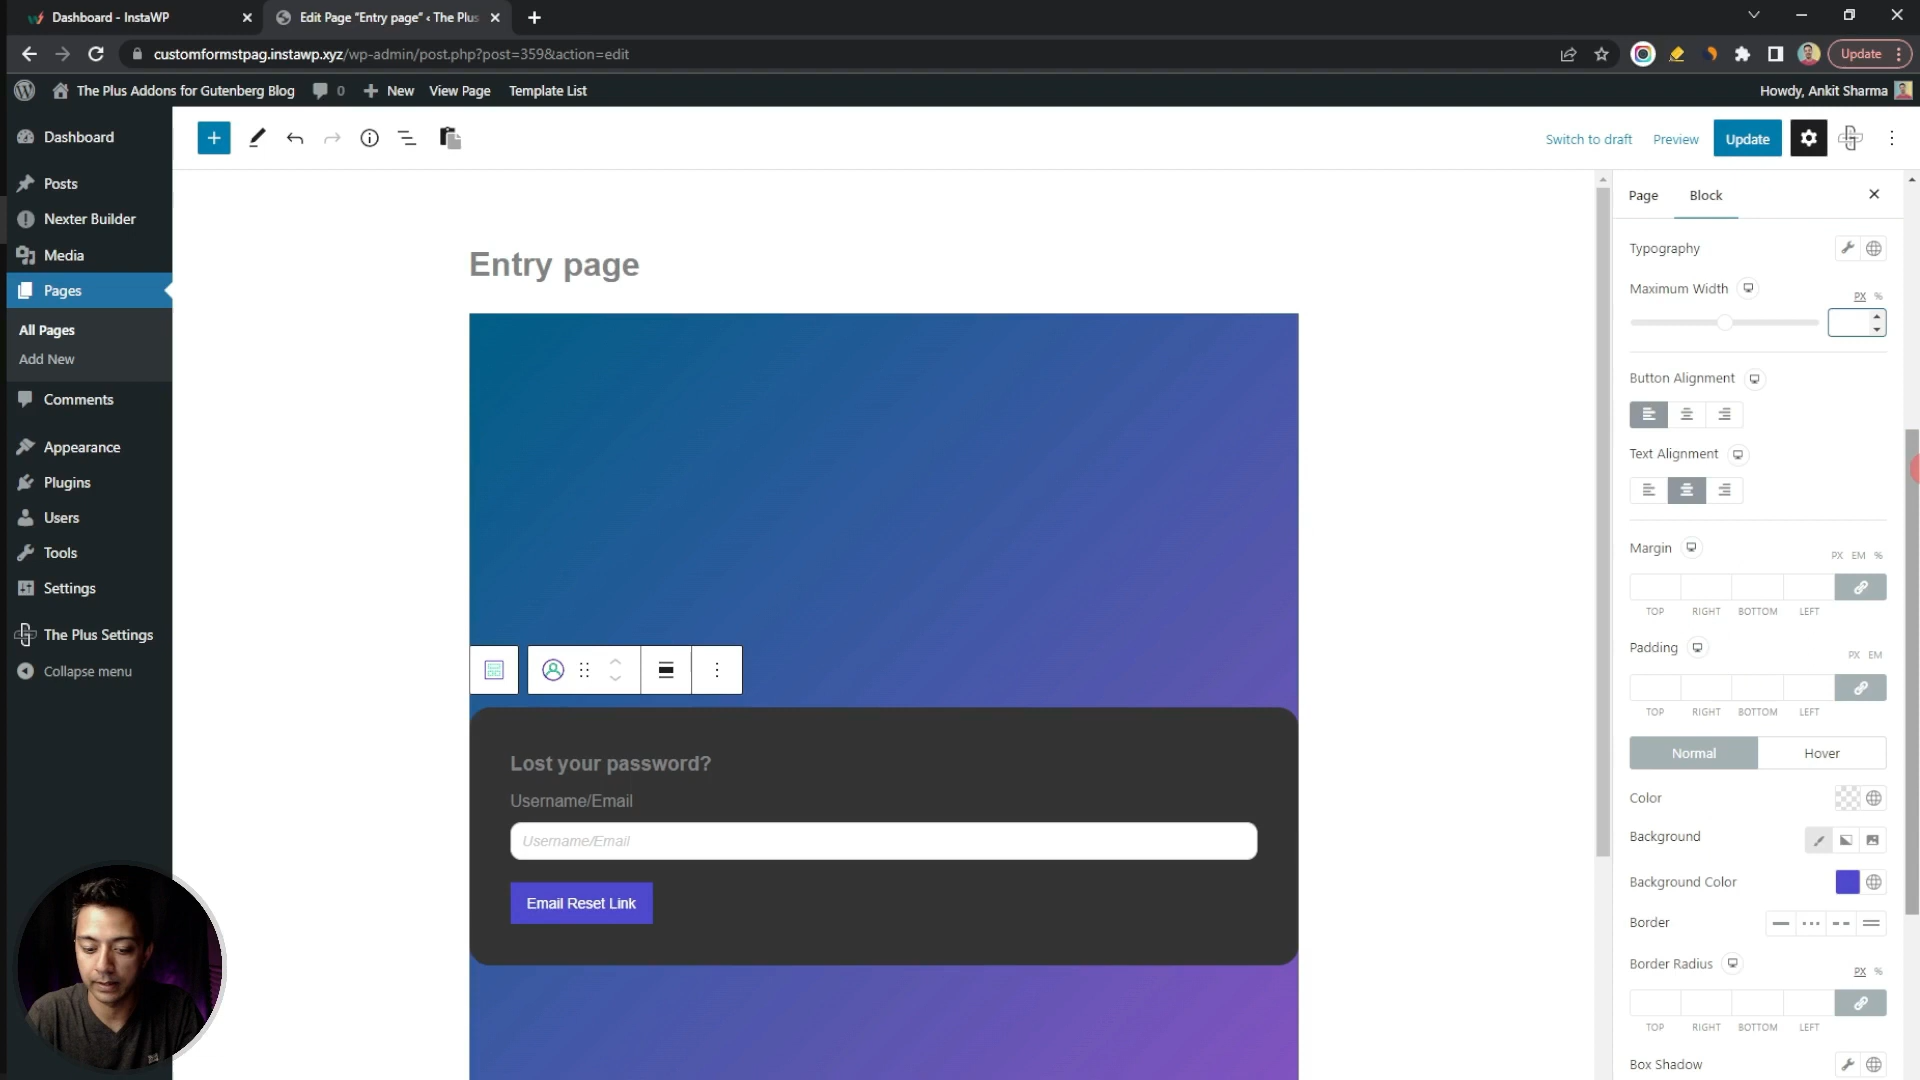 Dashboard - InstaWP
Edit Page "Entry page" ‹ The Plus
customformstpag.instawp.xyz/wp-admin/post.php?post=359&action=edit
Update
The Plus Addons for Gutenberg Blog
0
New
View Page
Template List
Howdy, Ankit Sharma
Dashboard
Posts
Nexter Builder
Media
Pages
All Pages
Add New
Comments
Appearance
Plugins
Users
Tools
Settings
The Plus Settings
Collapse menu
Switch to draft
Preview
Update
Entry page
Lost your password?
Username/Email
Username/Email
Email Reset Link
Page
Block
Typography
Maximum Width
PX %
Button Alignment
Text Alignment
Margin
PX EM %
TOP RIGHT BOTTOM LEFT
Padding
PX EM
TOP RIGHT BOTTOM LEFT
Normal
Hover
Color
Background
Background Color
Border
Border Radius
PX %
TOP RIGHT BOTTOM LEFT
Box Shadow